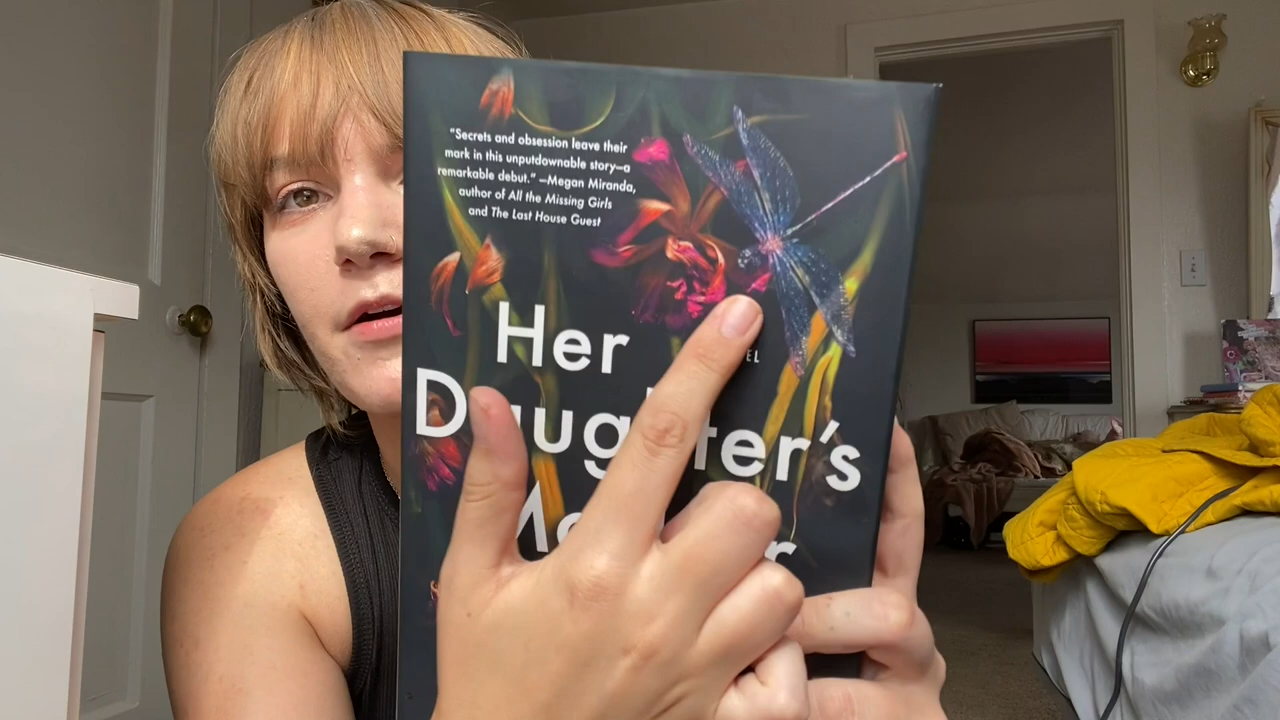 “Secrets and obsession leave their
mark in this unputdownable story—a
remarkable debut.” —Megan Miranda,
author of All the Missing Girls
and The Last House Guest
Her
Daughter’s